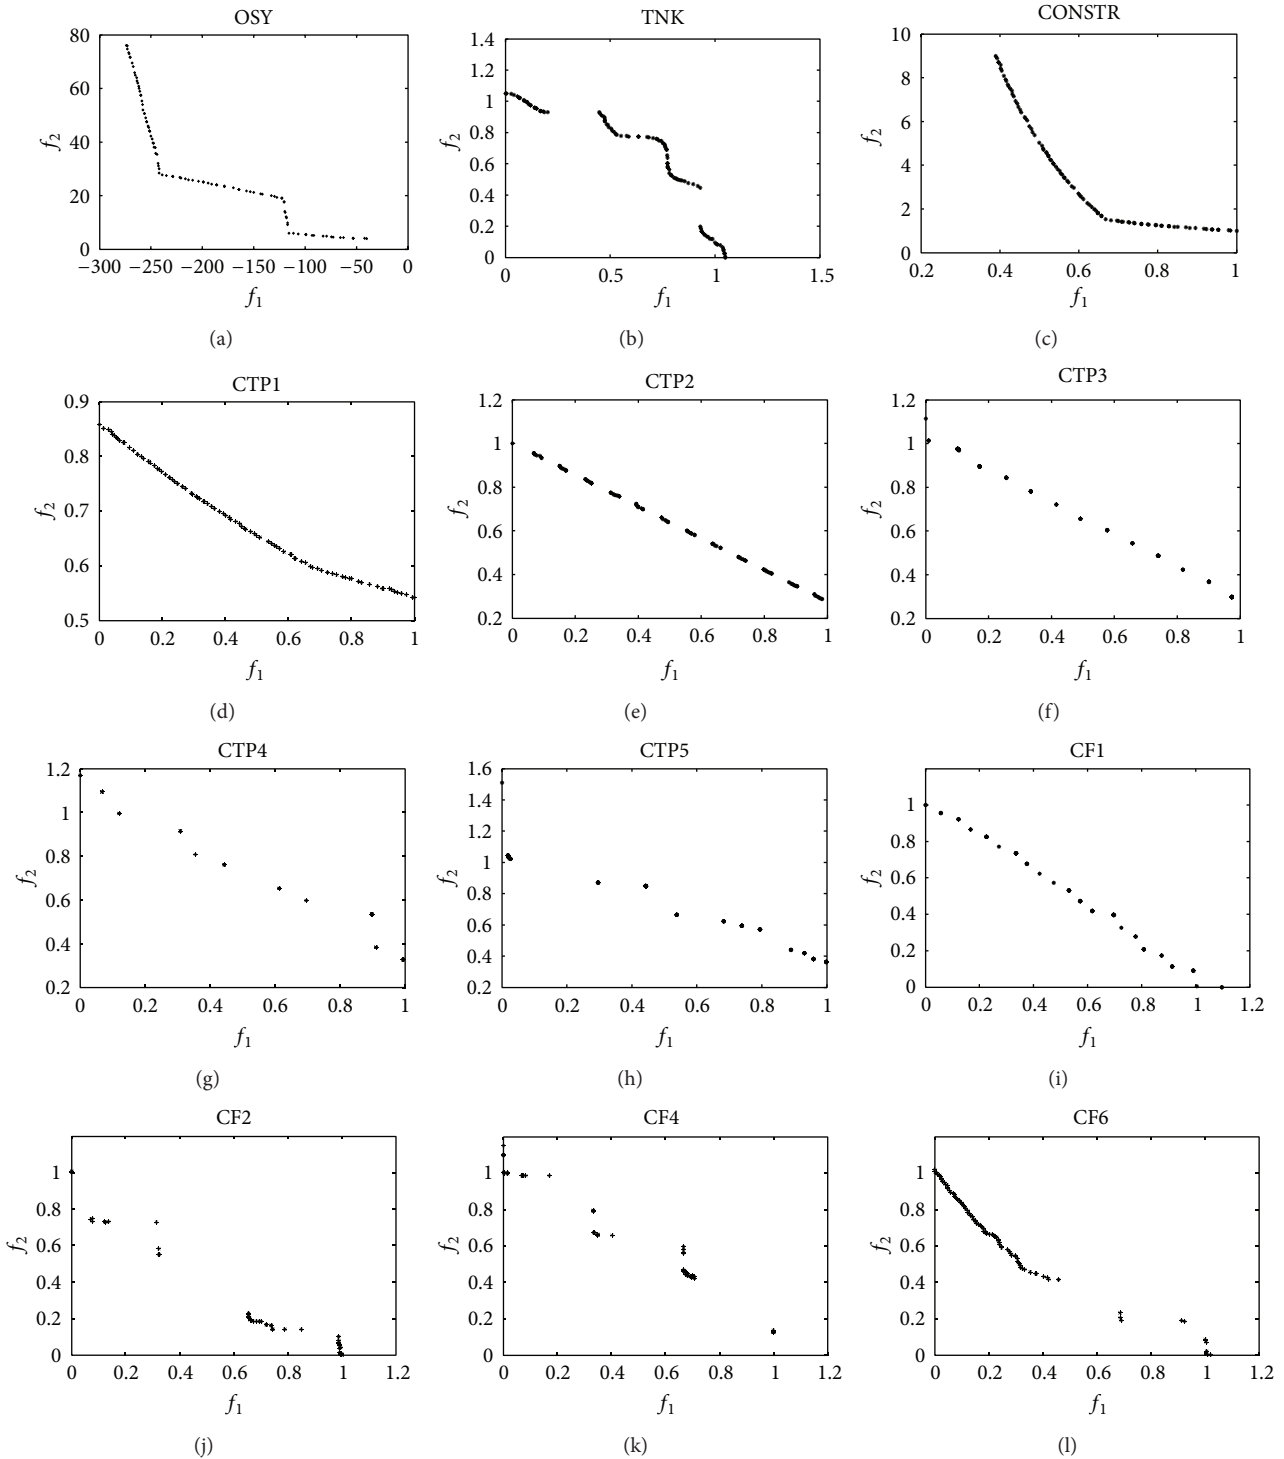 OSY
TNK
CONSTR
100
80
60
40
20
0
f2
−300 −250 −200 −150 −100 −50 0
f1
(a)
1.4
1.2
1
0.8
0.6
0.4
0.2
0
f2
0 0.5 1 1.5
f1
(b)
10
8
6
4
2
0
f2
0.2 0.4 0.6 0.8 1
f1
(c)
CTP1
CTP2
CTP3
0.9
0.8
0.7
0.6
0.5
f2
0 0.2 0.4 0.6 0.8 1
f1
(d)
1.2
1
0.8
0.6
0.4
0.2
f2
0 0.2 0.4 0.6 0.8 1
f1
(e)
1.2
1
0.8
0.6
0.4
0.2
f2
0 0.2 0.4 0.6 0.8 1
f1
(f)
CTP4
CTP5
CF1
1.2
1
0.8
0.6
0.4
0.2
f2
0 0.2 0.4 0.6 0.8 1
f1
(g)
1.6
1.4
1.2
1
0.8
0.6
0.4
0.2
f2
0 0.2 0.4 0.6 0.8 1
f1
(h)
1
0.8
0.6
0.4
0.2
0
f2
0 0.2 0.4 0.6 0.8 1 1.2
f1
(i)
CF2
CF4
CF6
1
0.8
0.6
0.4
0.2
0
f2
0 0.2 0.4 0.6 0.8 1 1.2
f1
(j)
1
0.8
0.6
0.4
0.2
0
f2
0 0.2 0.4 0.6 0.8 1 1.2
f1
(k)
1
0.8
0.6
0.4
0.2
0
f2
0 0.2 0.4 0.6 0.8 1 1.2
f1
(l)